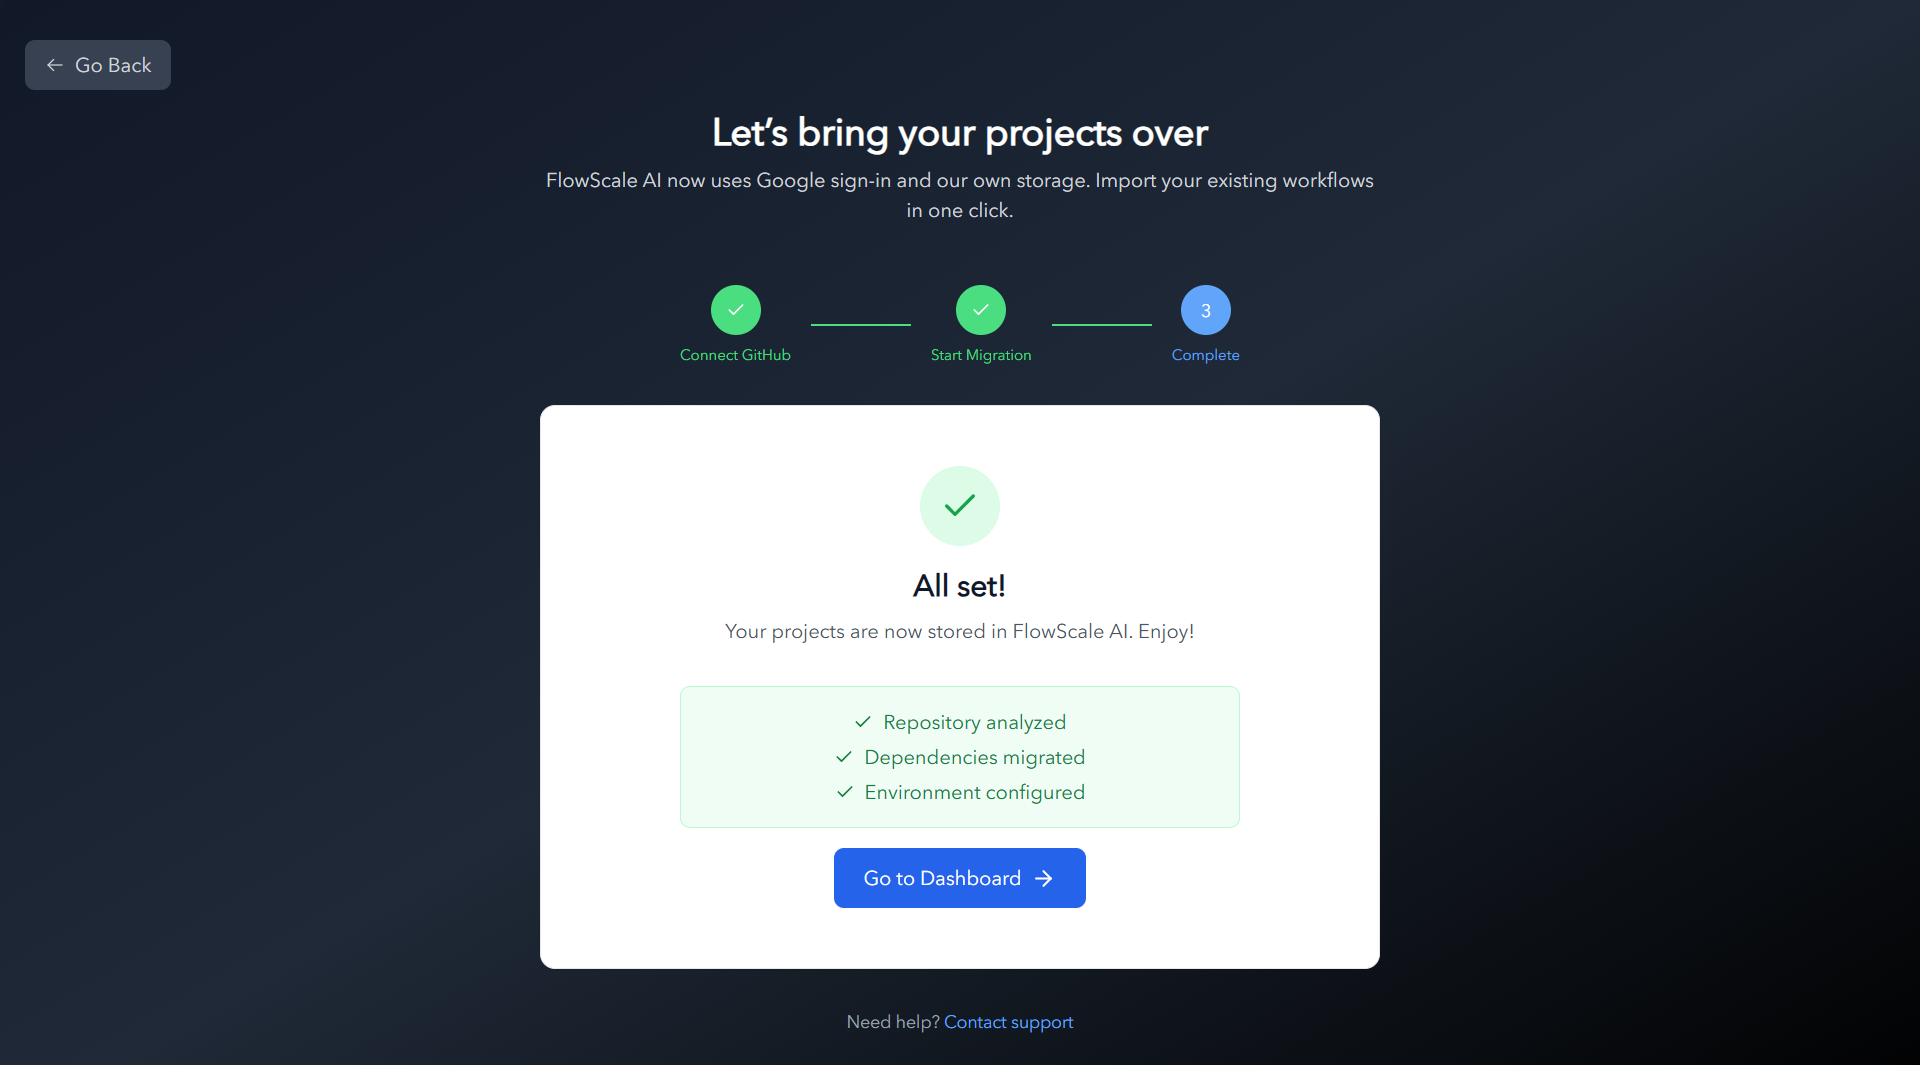 Go Back
Let’s bring your projects over
FlowScale AI now uses Google sign-in and our own storage. Import your existing workflows
in one click.
3
Connect GitHub
Start Migration
Complete
All set!
Your projects are now stored in FlowScale AI. Enjoy!
Repository analyzed
Dependencies migrated
Environment configured
Go to Dashboard
Need help? Contact support